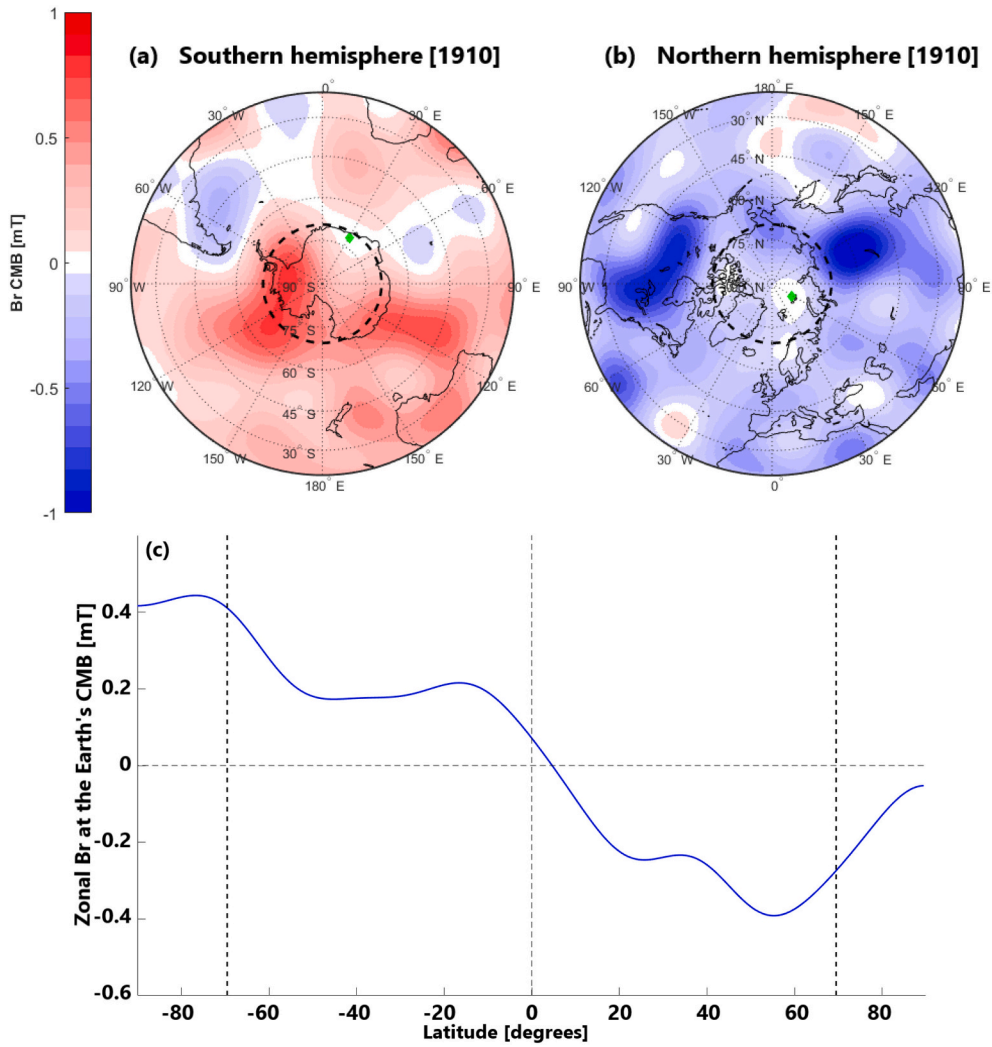 1
0.5
0
-0.5
-1
Br CMB [mT]
(a) Southern hemisphere [1910]
0°
30° W
30° E
60° W
60° E
90° W
90 S
90° E
75 S
60 S
120° W
120° E
45 S
150° W
30 S
150° E
180° E
(b) Northern hemisphere [1910]
180° E
150° W
30 N
150° E
45 N
120° W
120° E
60 N
75 N
90° W
90 N
90° E
60° W
60° E
30° W
30° E
0°
(c)
Zonal Br at the Earth's CMB [mT]
0.4
0.2
0
-0.2
-0.4
-0.6
-80 -60 -40 -20 0 20 40 60 80
Latitude [degrees]